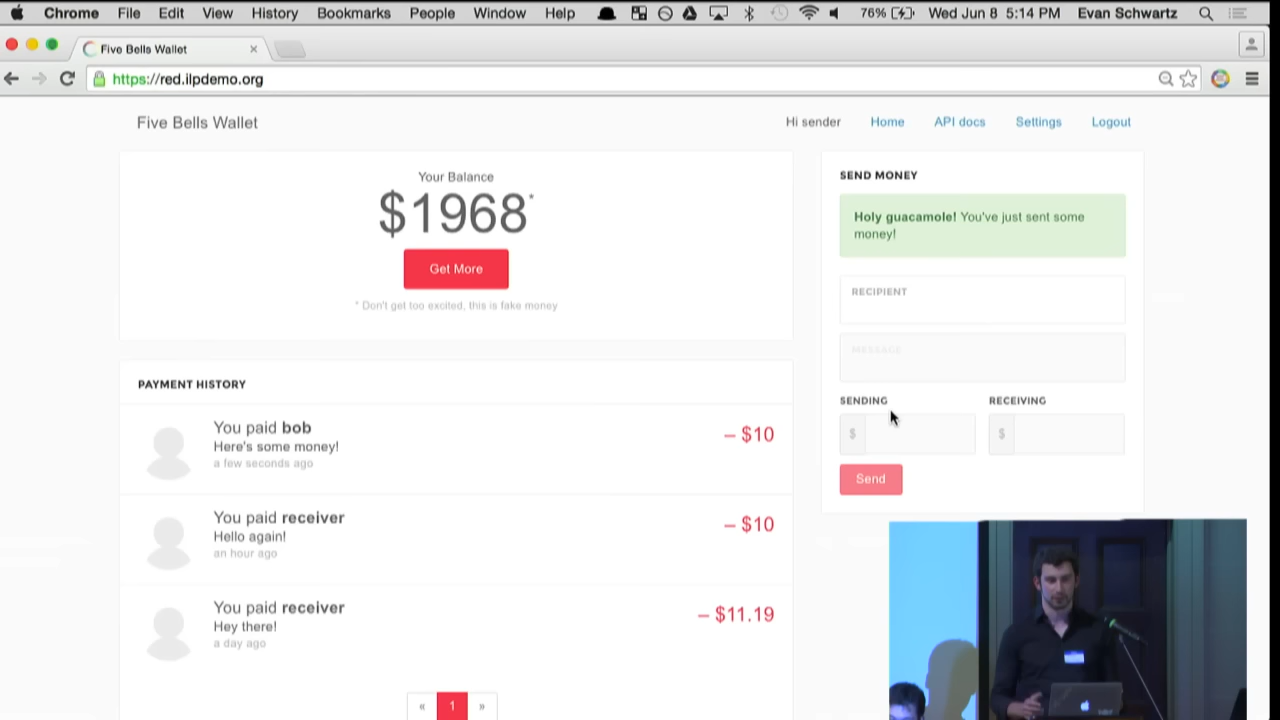 Chrome File Edit View History Bookmarks People Window Help 76% Wed Jun 8 5:14 PM Evan Schwartz
Five Bells Wallet ×
https://red.ilpdemo.org
Five Bells Wallet
Hi sender Home API docs Settings Logout
Your Balance
$1968*
Get More
* Don't get too excited, this is fake money
PAYMENT HISTORY
You paid bob
Here's some money!
a few seconds ago
– $10
You paid receiver
Hello again!
an hour ago
– $10
You paid receiver
Hey there!
a day ago
– $11.19
« 1 »
SEND MONEY
Holy guacamole! You've just sent some
money!
RECIPIENT
MESSAGE
SENDING RECEIVING
$ $
Send